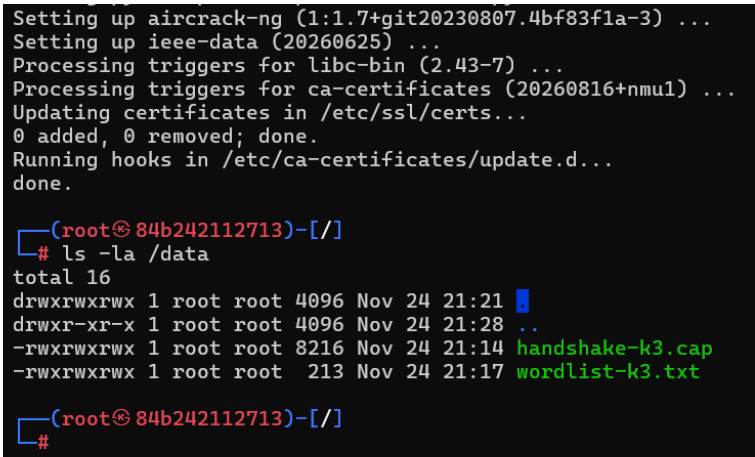 Setting up aircrack-ng (1:1.7+git20230807.4bf83f1a-3) ...
Setting up ieee-data (20260625) ...
Processing triggers for libc-bin (2.43-7) ...
Processing triggers for ca-certificates (20260816+nmu1) ...
Updating certificates in /etc/ssl/certs...
0 added, 0 removed; done.
Running hooks in /etc/ca-certificates/update.d...
done.
┌──(root㉿84b242112713)-[/]
└─# ls -la /data
total 16
drwxrwxrwx 1 root root 4096 Nov 24 21:21 .
drwxr-xr-x 1 root root 4096 Nov 24 21:28 ..
-rwxrwxrwx 1 root root 8216 Nov 24 21:14 handshake-k3.cap
-rwxrwxrwx 1 root root  213 Nov 24 21:17 wordlist-k3.txt
┌──(root㉿84b242112713)-[/]
└─#